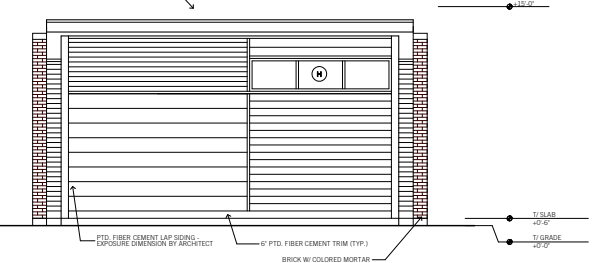 +15'-0"
H
T/ SLAB
+0'-6"
T/ GRADE
+0'-0"
PTD. FIBER CEMENT LAP SIDING -
EXPOSURE DIMENSION BY ARCHITECT
6" PTD. FIBER CEMENT TRIM (TYP.)
BRICK W/ COLORED MORTAR